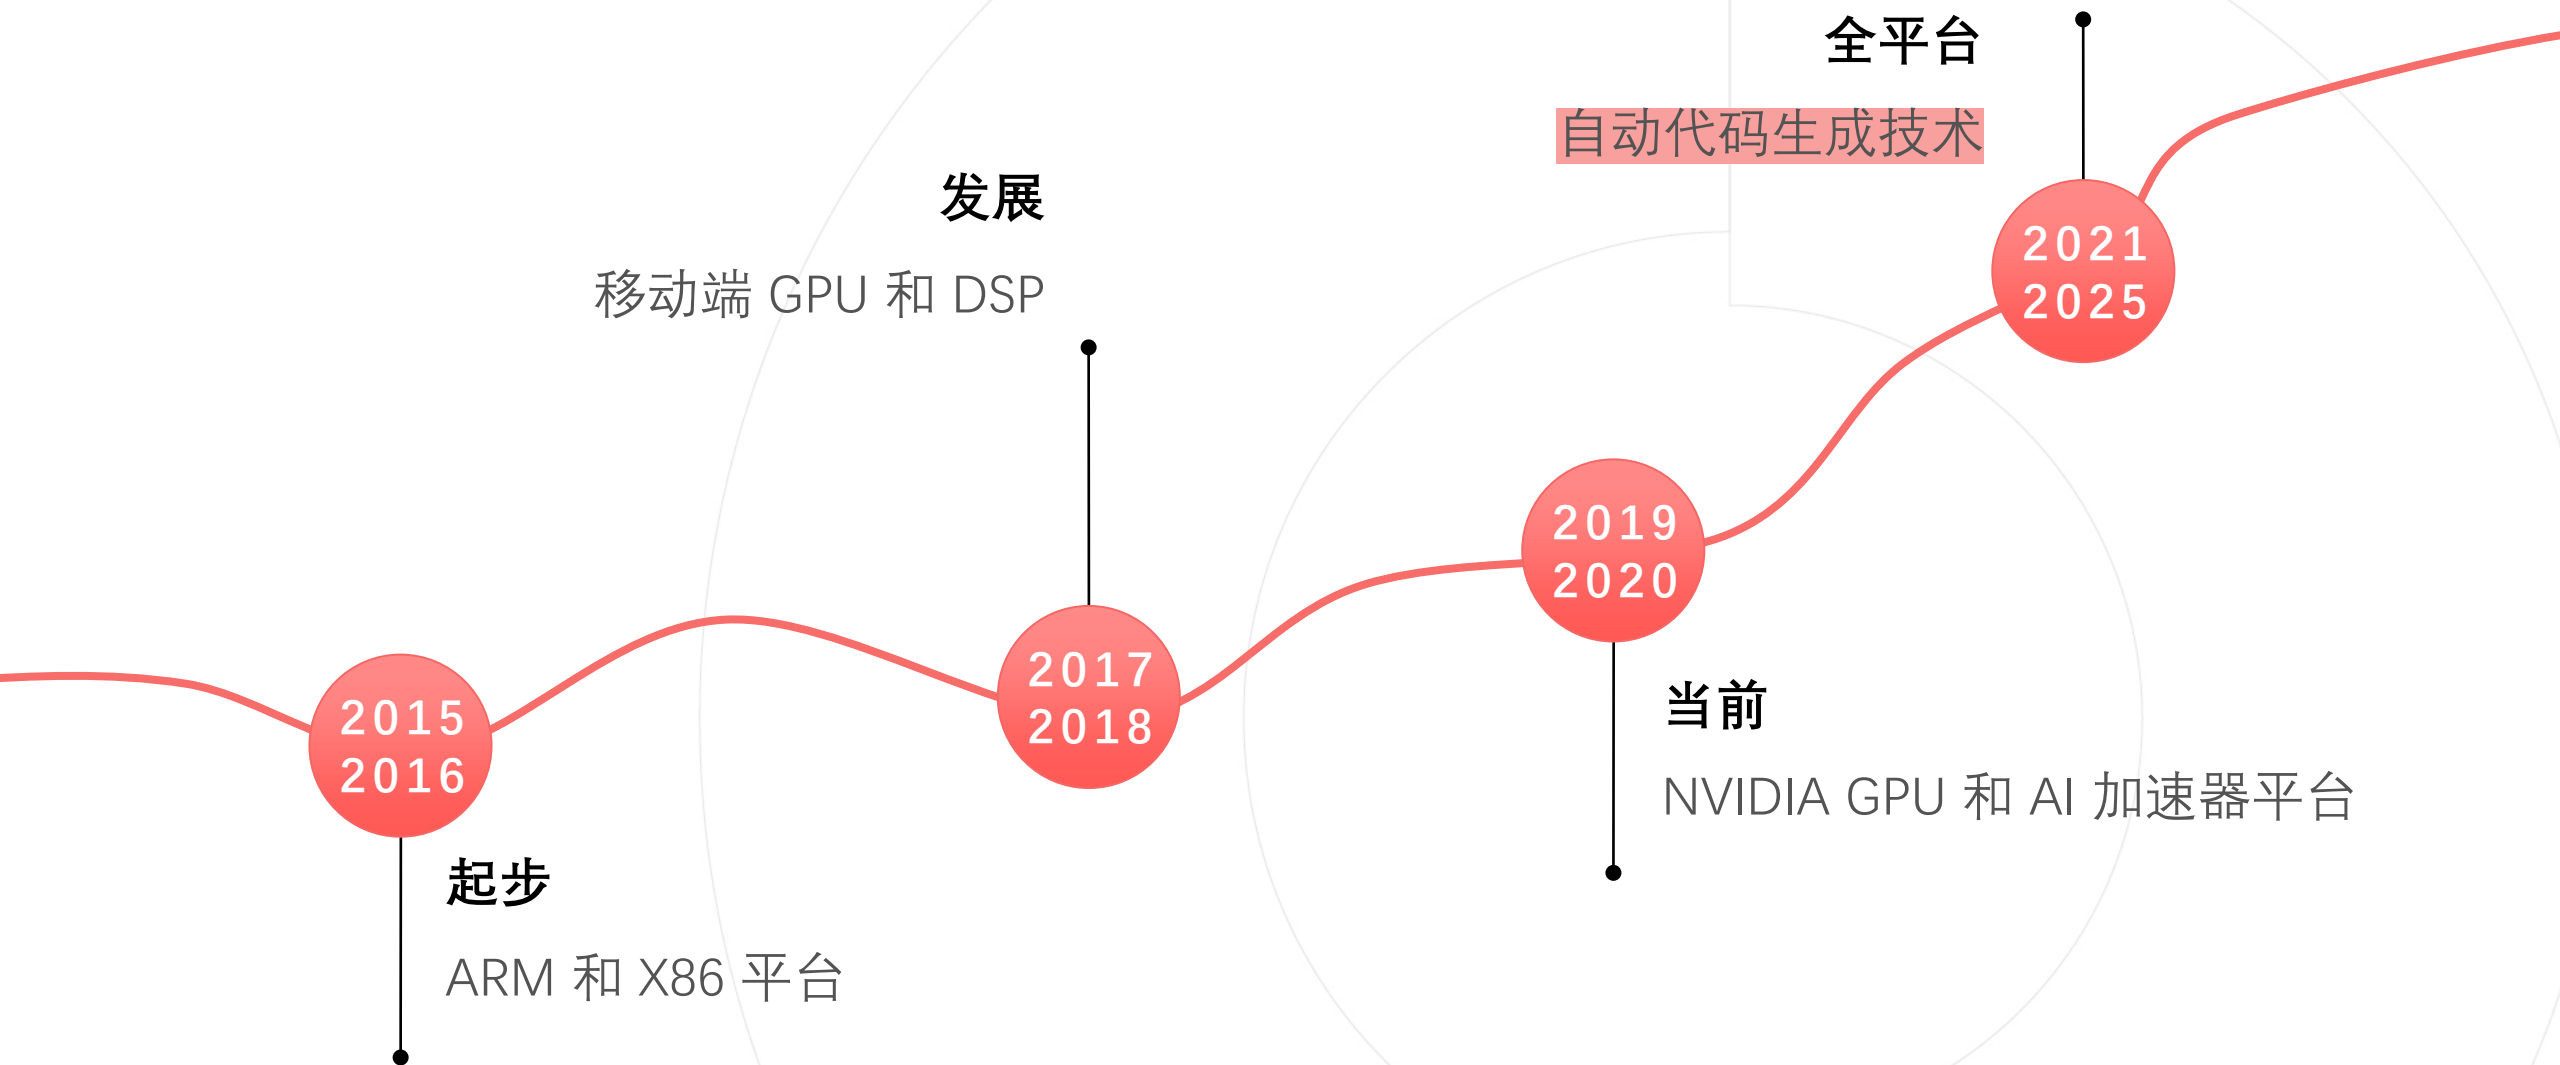 2015
2016
起步
ARM 和 X86 平台
发展
移动端 GPU 和 DSP
2017
2018
2019
2020
当前
NVIDIA GPU 和 AI 加速器平台
全平台
自动代码生成技术
2021
2025